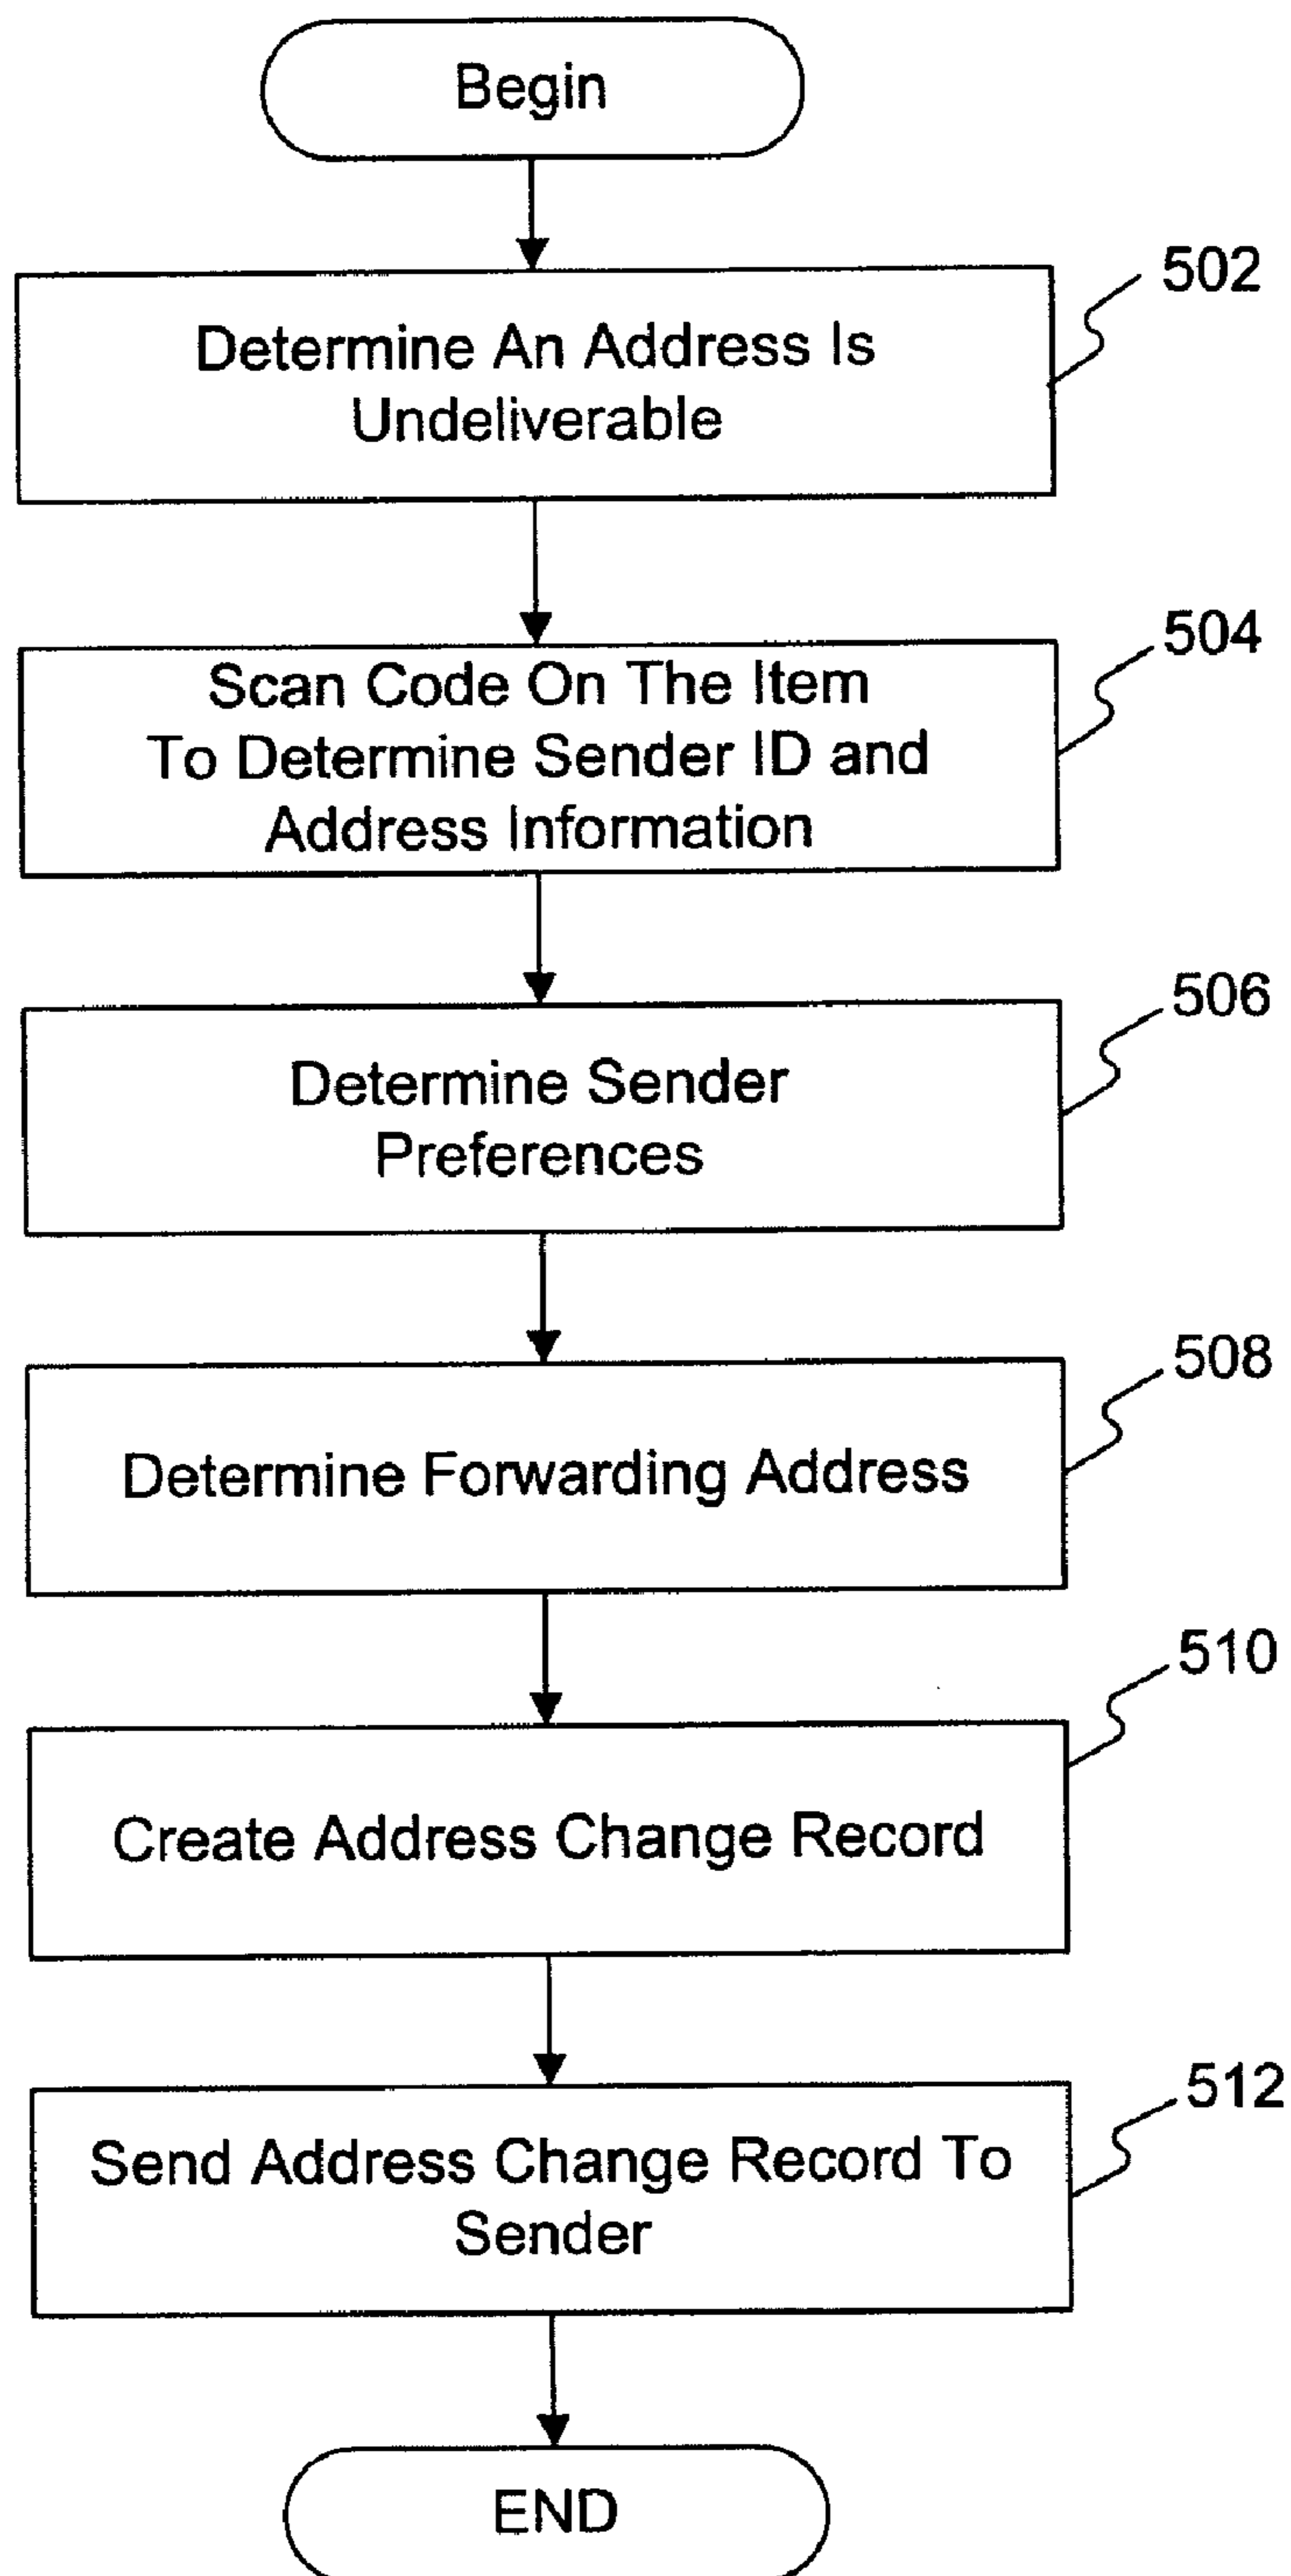 Begin
502
Determine An Address Is
Undeliverable
504
Scan Code On The Item
To Determine Sender ID and
Address Information
506
Determine Sender
Preferences
508
Determine Forwarding Address
510
Create Address Change Record
512
Send Address Change Record To
Sender
END